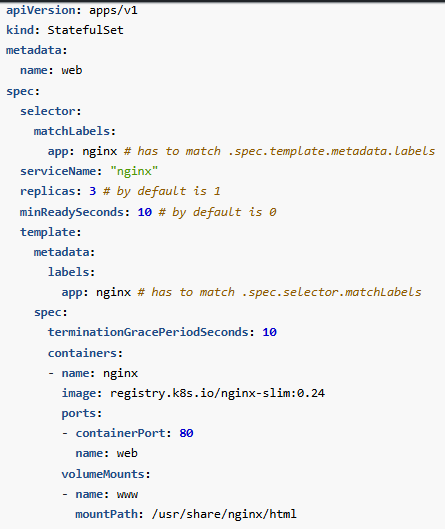 apiVersion: apps/v1
kind: StatefulSet
metadata:
  name: web
spec:
  selector:
    matchLabels:
      app: nginx # has to match .spec.template.metadata.labels
  serviceName: "nginx"
  replicas: 3 # by default is 1
  minReadySeconds: 10 # by default is 0
  template:
    metadata:
      labels:
        app: nginx # has to match .spec.selector.matchLabels
    spec:
      terminationGracePeriodSeconds: 10
      containers:
      - name: nginx
        image: registry.k8s.io/nginx-slim:0.24
        ports:
        - containerPort: 80
          name: web
        volumeMounts:
        - name: www
          mountPath: /usr/share/nginx/html